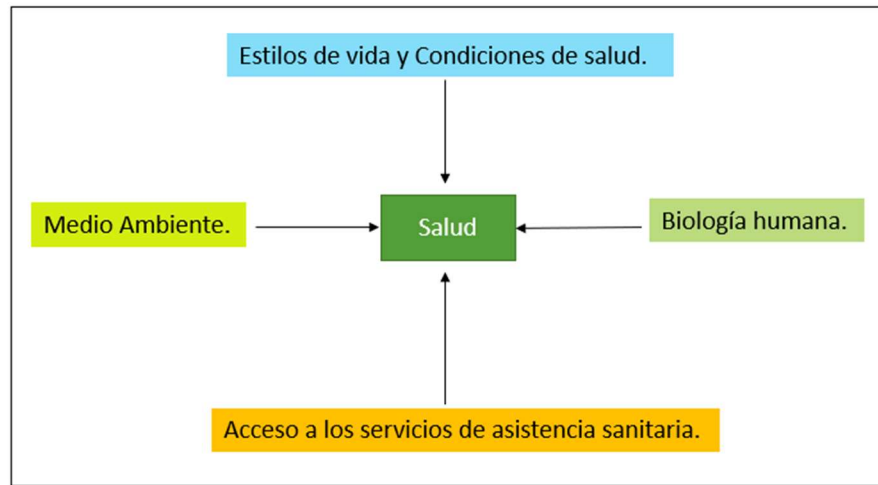 Estilos de vida y Condiciones de salud.
Medio Ambiente.
Salud
Biología humana.
Acceso a los servicios de asistencia sanitaria.